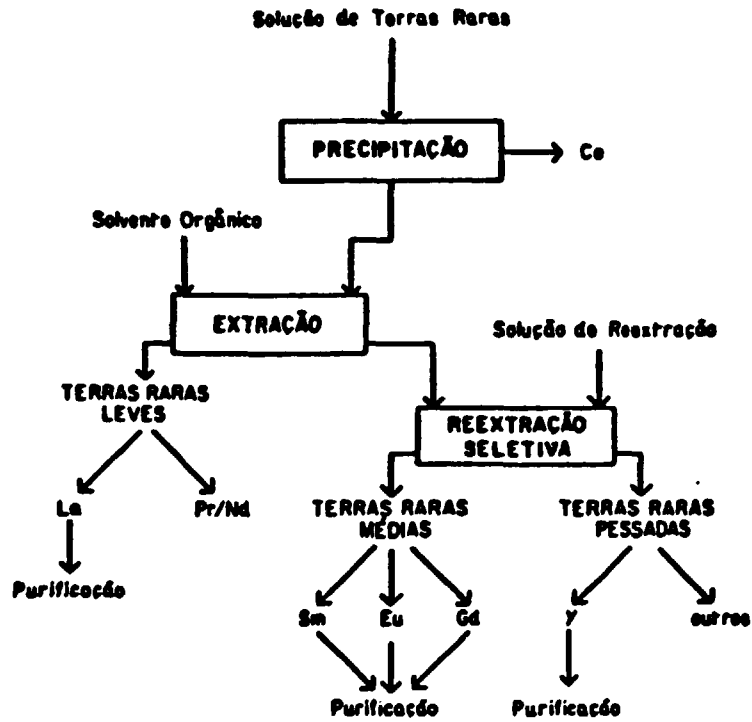 Solução de Terras Raras
PRECIPITAÇÃO
Ce
Solvente Orgânico
EXTRAÇÃO
Solução de Reextração
TERRAS RARAS
LEVES
REEXTRAÇÃO
SELETIVA
La
Pr/Nd
TERRAS RARAS
MÉDIAS
TERRAS RARAS
PESSADAS
Purificação
Sm
Eu
Gd
Y
outros
Purificação
Purificação